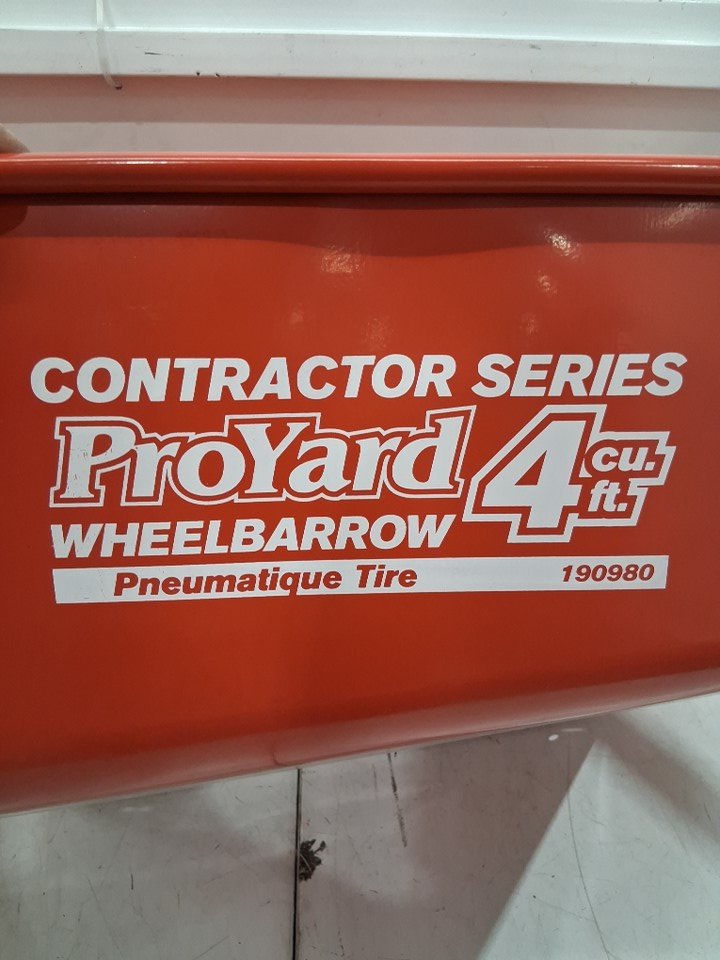 CONTRACTOR SERIES
ProYard 4 cu. ft.
WHEELBARROW
Pneumatique Tire 190980